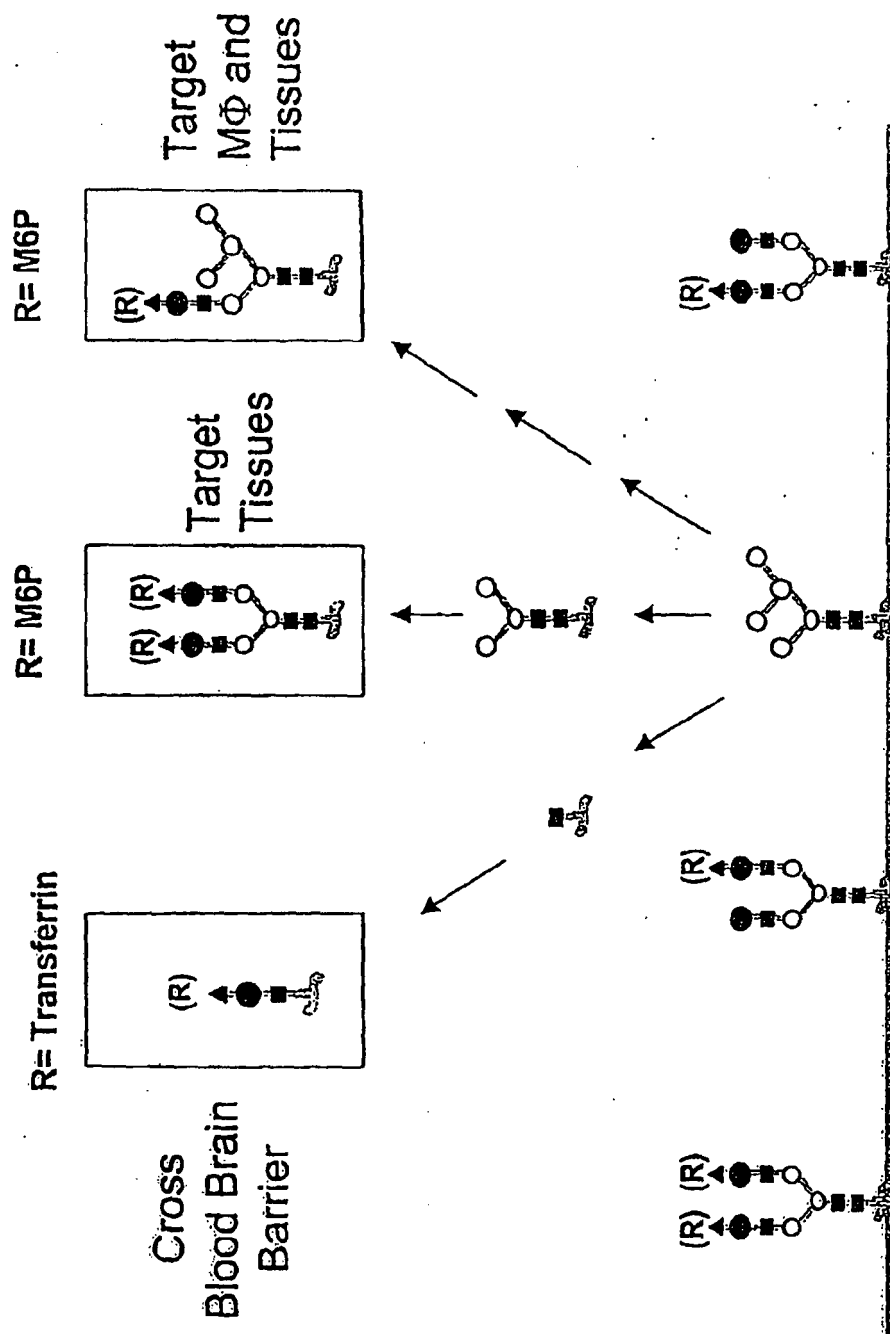 R= Transferrin
R= M6P
R= M6P
Cross
Blood Brain
Barrier
(R)
(R) (R)
Target
Tissues
(R)
Target
MΦ and
Tissues
(R) (R)
(R)
(R)